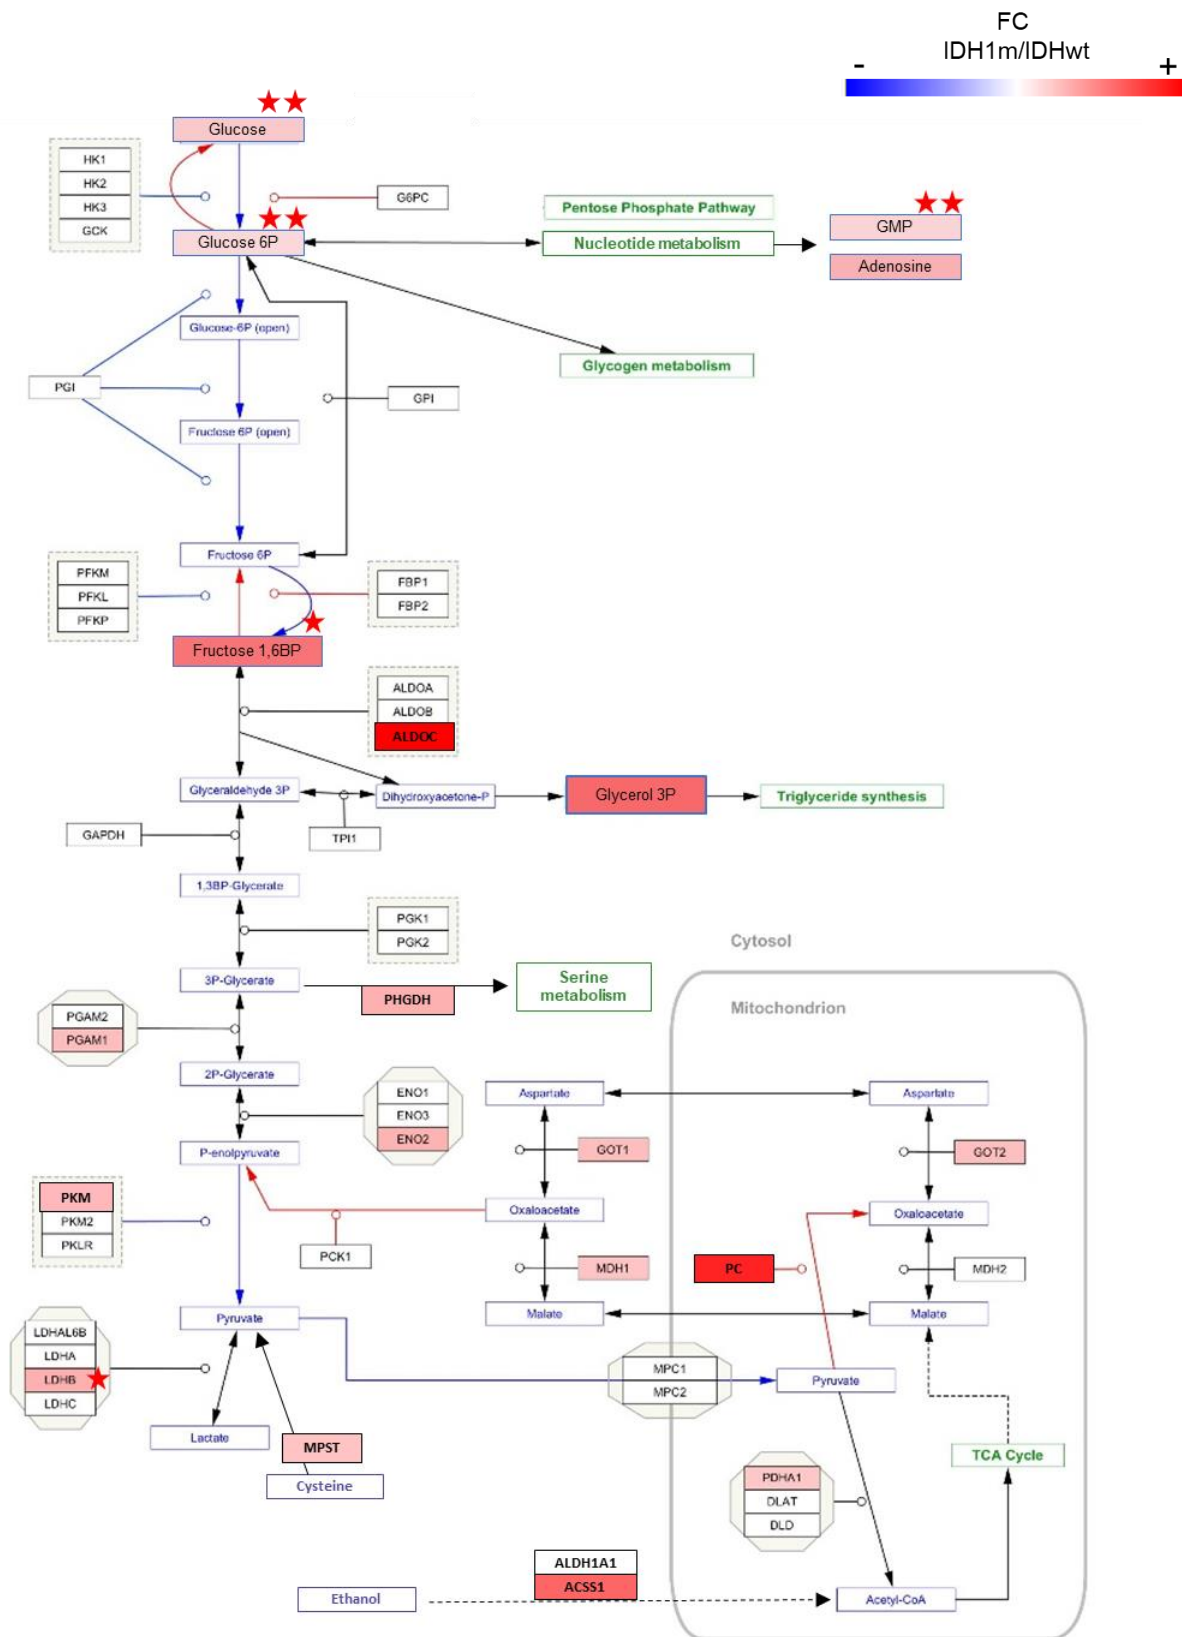 FC
IDH1m/IDHwt
-
+
Glucose
HK1
HK2
HK3
GCK
G6PC
Glucose 6P
Pentose Phosphate Pathway
Nucleotide metabolism
GMP
Adenosine
Glucose-6P (open)
Glycogen metabolism
PGI
GPI
Fructose 6P (open)
Fructose 6P
PFKM
PFKL
PFKP
FBP1
FBP2
Fructose 1,6BP
ALDOA
ALDOB
ALDOC
Glyceraldehyde 3P
Dihydroxyacetone-P
Glycerol 3P
Triglyceride synthesis
GAPDH
TPI1
1,3BP-Glycerate
PGK1
PGK2
Cytosol
3P-Glycerate
PHGDH
Serine
metabolism
Mitochondrion
PGAM2
PGAM1
2P-Glycerate
ENO1
ENO3
ENO2
Aspartate
Aspartate
P-enolpyruvate
GOT1
GOT2
PKM
PKM2
PKLR
Oxaloacetate
Oxaloacetate
PCK1
MDH1
PC
MDH2
Pyruvate
Malate
Malate
LDHAL6B
LDHA
LDHB
LDHC
MPC1
MPC2
Pyruvate
Lactate
MPST
Cysteine
TCA Cycle
PDHA1
DLAT
DLD
ALDH1A1
ACSS1
Ethanol
Acetyl-CoA